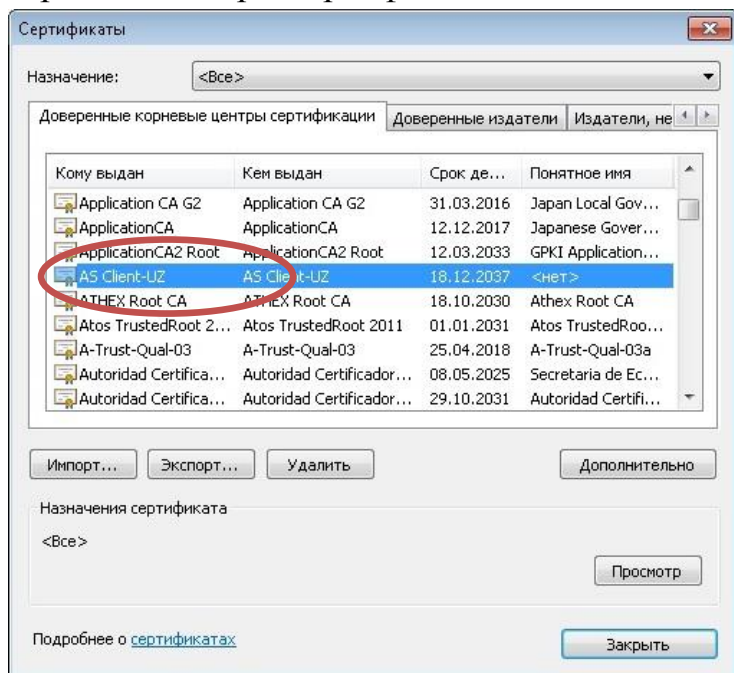 Сертификаты
Назначение: <Все>
Доверенные корневые центры сертификации Доверенные издатели Издатели, не
Кому выдан Кем выдан Срок де... Понятное имя
Application CA G2 Application CA G2 31.03.2016 Japan Local Gov...
ApplicationCA ApplicationCA 12.12.2017 Japanese Gover...
ApplicationCA2 Root ApplicationCA2 Root 12.03.2033 GPKI Application...
AS Client-UZ AS Client-UZ 18.12.2037 <нет>
ATHEX Root CA ATHEX Root CA 18.10.2030 Athex Root CA
Atos TrustedRoot 2... Atos TrustedRoot 2011 01.01.2031 Atos TrustedRoo...
A-Trust-Qual-03 A-Trust-Qual-03 25.04.2018 A-Trust-Qual-03a
Autoridad Certifica... Autoridad Certificador... 08.05.2025 Secretaria de Ec...
Autoridad Certifica... Autoridad Certificador... 29.10.2031 Autoridad Certifi...
Импорт... Экспорт... Удалить Дополнительно
Назначения сертификата
<Все>
Просмотр
Подробнее о сертификатах Закрыть